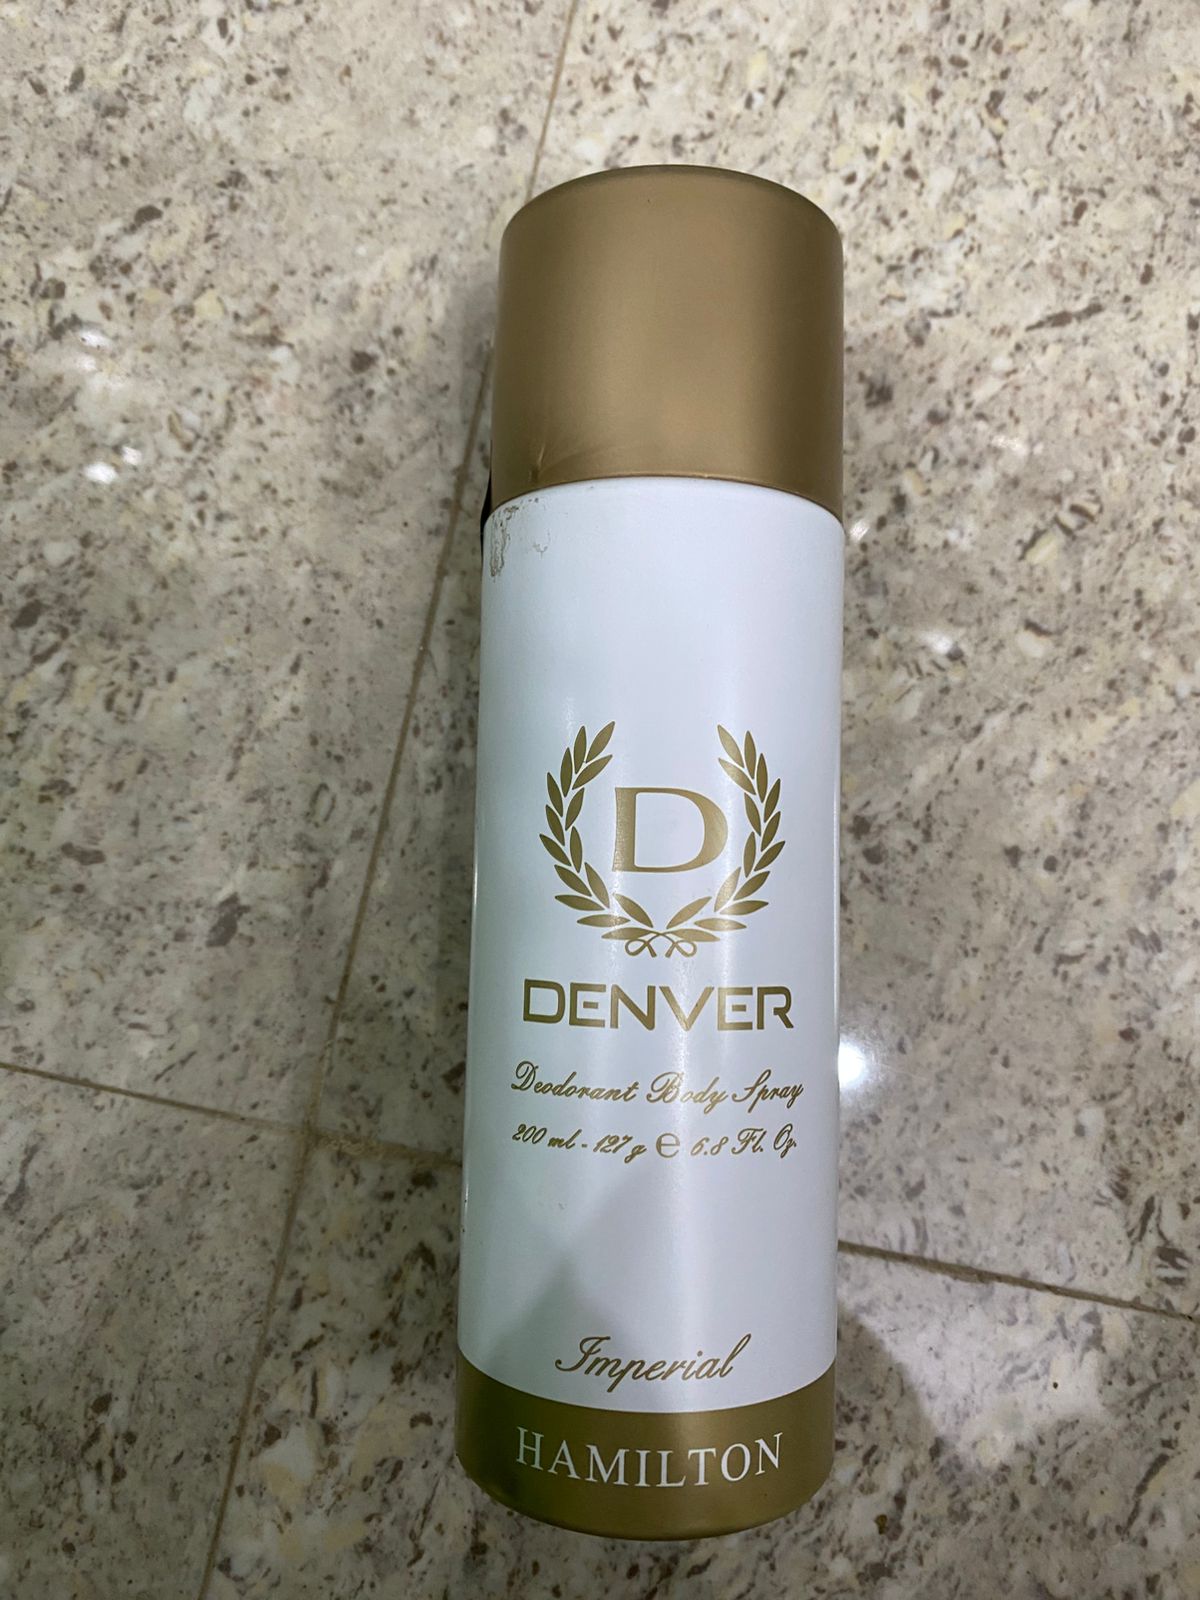 D
DENVER
Deodorant Body Spray
200 ml - 127 g ℮ 6.8 Fl. Oz.
Imperial
HAMILTON